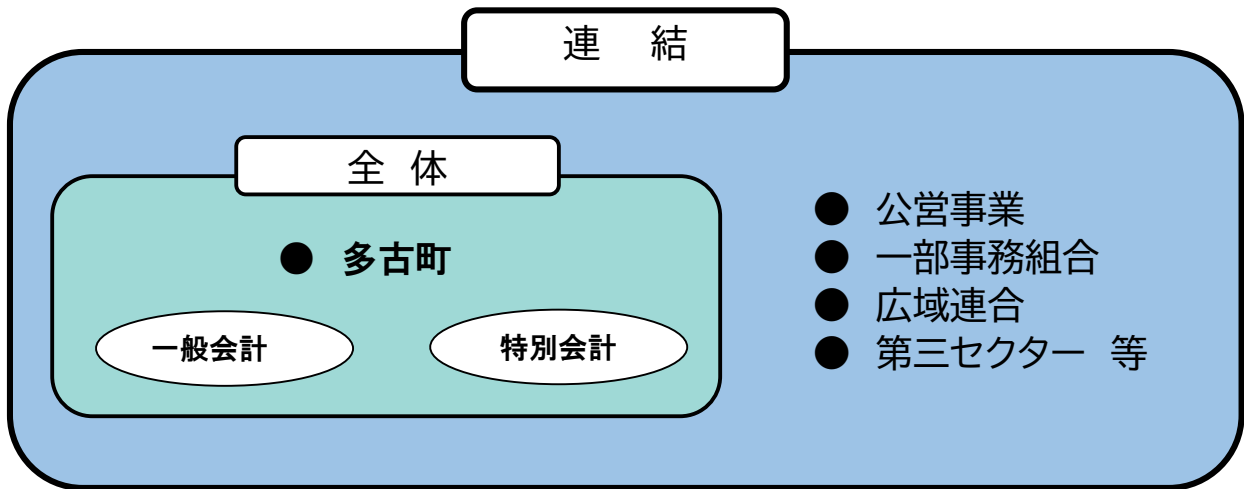 連 結
全 体
● 多古町
一般会計
特別会計
● 公営事業
● 一部事務組合
● 広域連合
● 第三セクター 等